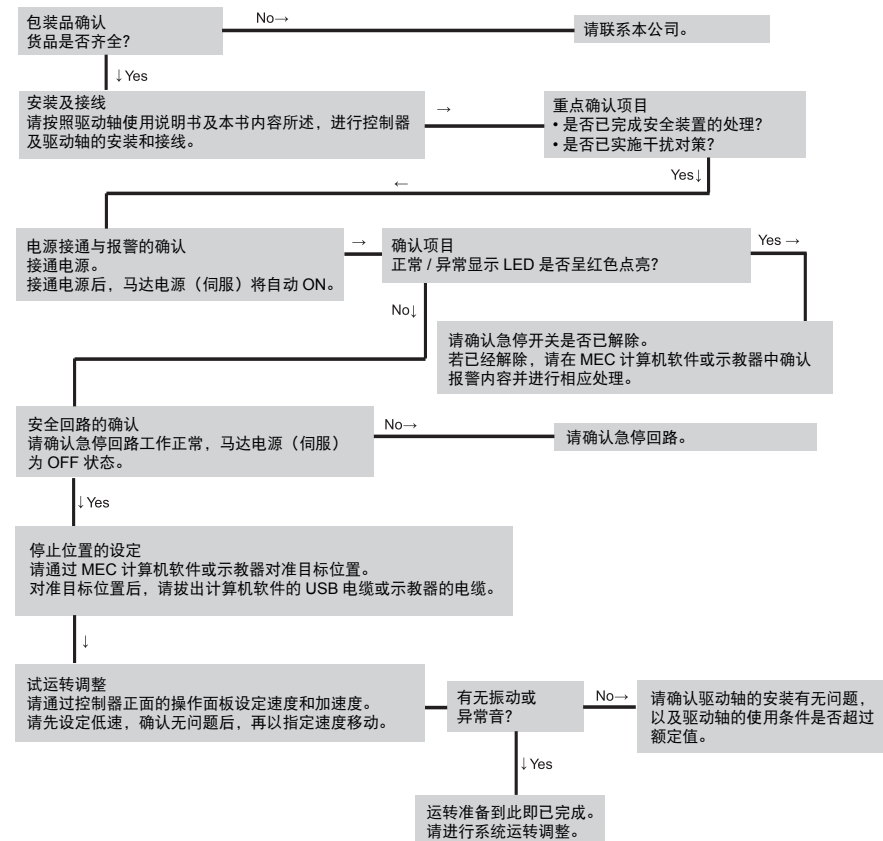 包装品确认
货品是否齐全?
No→
请联系本公司。
↓Yes
安装及接线
请按照驱动轴使用说明书及本书内容所述，进行控制器
及驱动轴的安装和接线。
→
重点确认项目
• 是否已完成安全装置的处理?
• 是否已实施干扰对策?
Yes↓
←
电源接通与报警的确认
接通电源。
接通电源后，马达电源（伺服）将自动 ON。
→
确认项目
正常 / 异常显示 LED 是否呈红色点亮?
Yes →
No↓
请确认急停开关是否已解除。
若已经解除，请在 MEC 计算机软件或示教器中确认
报警内容并进行相应处理。
安全回路的确认
请确认急停回路工作正常，马达电源（伺服）
为 OFF 状态。
No→
请确认急停回路。
↓Yes
停止位置的设定
请通过 MEC 计算机软件或示教器对准目标位置。
对准目标位置后，请拔出计算机软件的 USB 电缆或示教器的电缆。
↓
试运转调整
请通过控制器正面的操作面板设定速度和加速度。
请先设定低速，确认无问题后，再以指定速度移动。
有无振动或
异常音?
No→
请确认驱动轴的安装有无问题，
以及驱动轴的使用条件是否超过
额定值。
↓Yes
运转准备到此即已完成。
请进行系统运转调整。